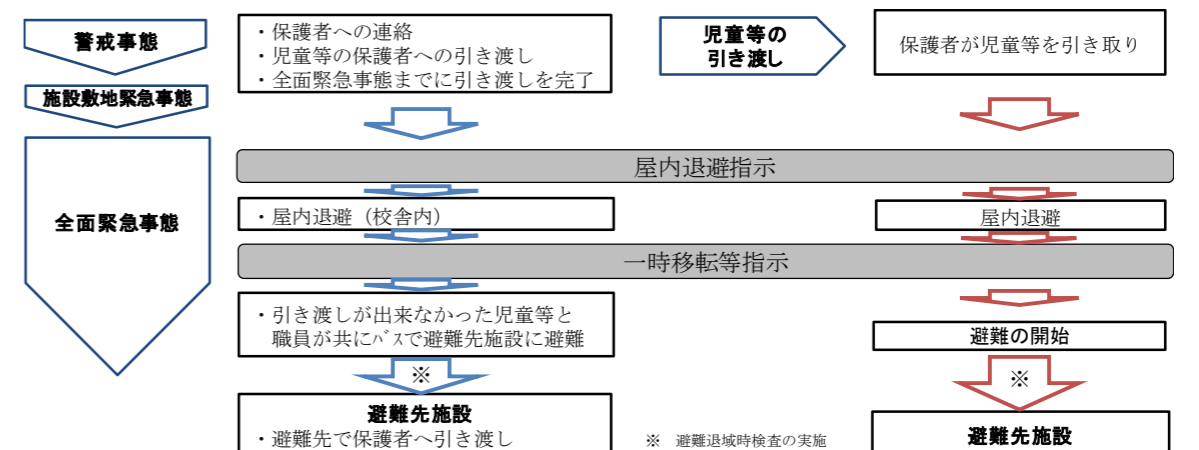 警戒事態
・保護者への連絡
・児童等の保護者への引き渡し
・全面緊急事態までに引き渡しを完了
児童等の
引き渡し
保護者が児童等を引き取り
施設敷地緊急事態
屋内退避指示
全面緊急事態
・屋内退避（校舎内）
屋内退避
一時移転等指示
・引き渡しが出来なかった児童等と
職員が共にﾊﾞｽで避難先施設に避難
避難の開始
※
※
避難先施設
・避難先で保護者へ引き渡し
※ 避難退域時検査の実施
避難先施設